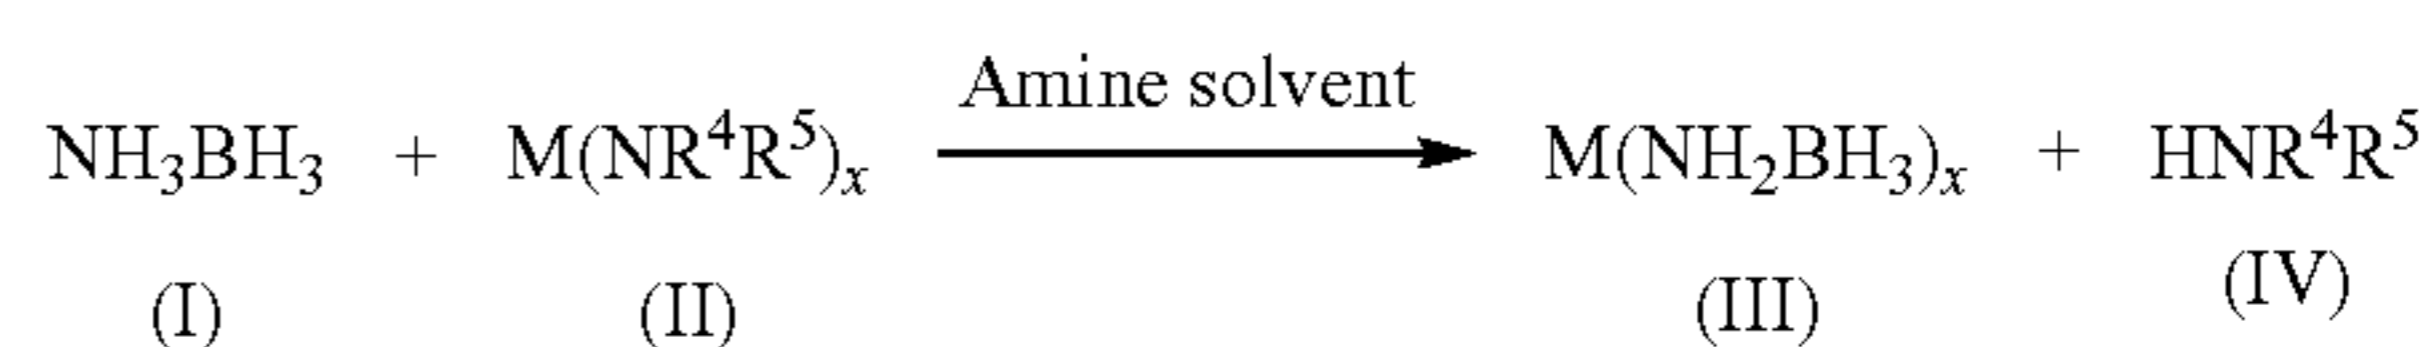 Amine solvent
NH₃BH₃ + M(NR⁴R⁵)ₓ M(NH₂BH₃)ₓ + HNR⁴R⁵
(I) (II) (III) (IV)